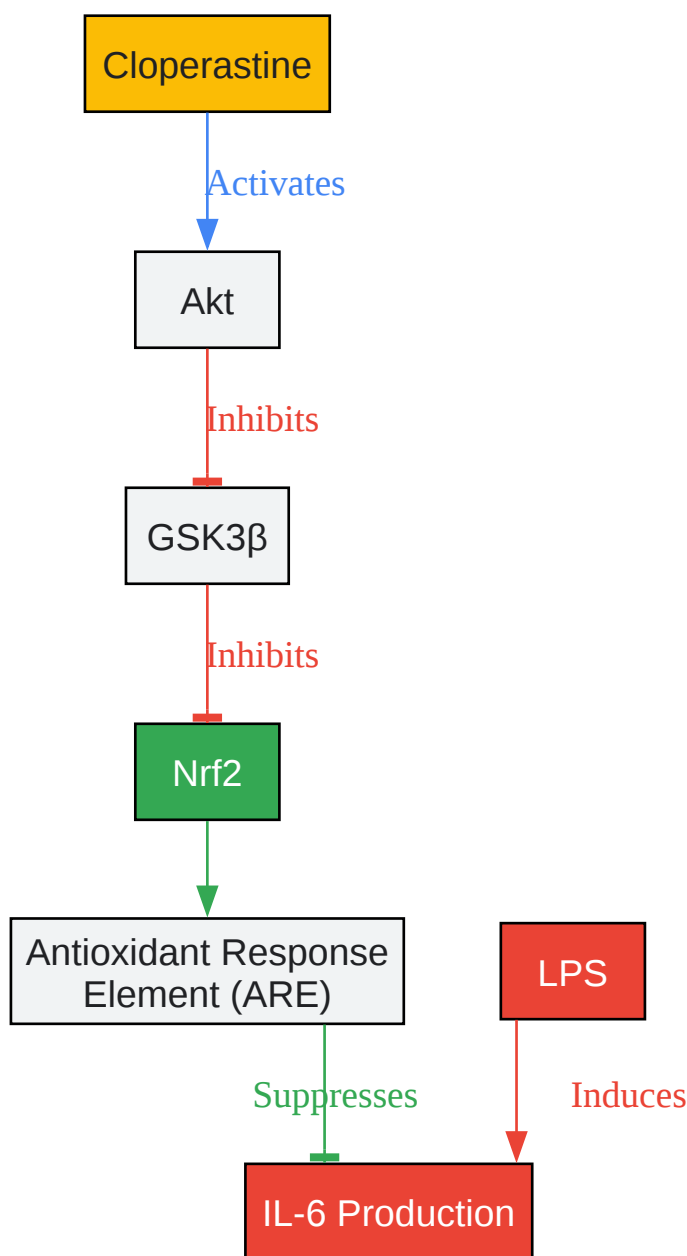 Cloperastine
Activates
Akt
Inhibits
GSK3β
Inhibits
Nrf2
Antioxidant Response
Element (ARE)
LPS
Suppresses
Induces
IL-6 Production